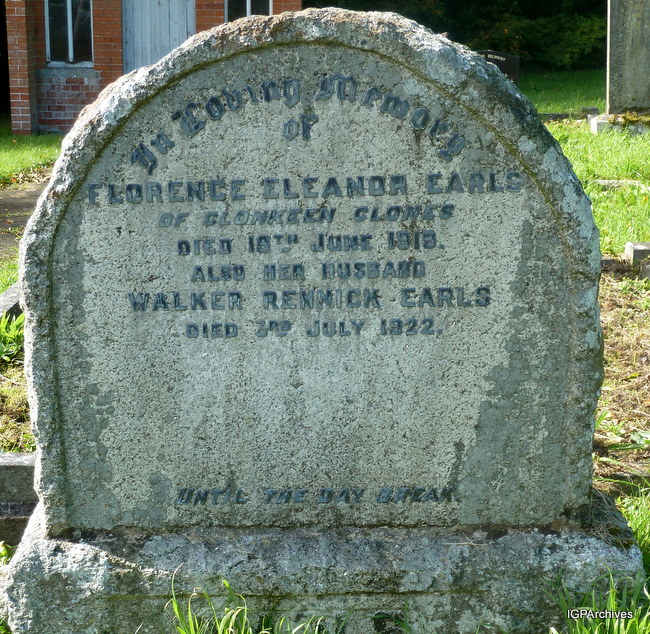 In Loving Memory
of
FLORENCE ELEANOR EARLS
OF CLONKEEN CLONES
DIED 18TH JUNE 1918.
ALSO HER HUSBAND
WALKER RENNICK EARLS
DIED 3RD JULY 1922.
UNTIL THE DAY BREAK.
IGPArchives